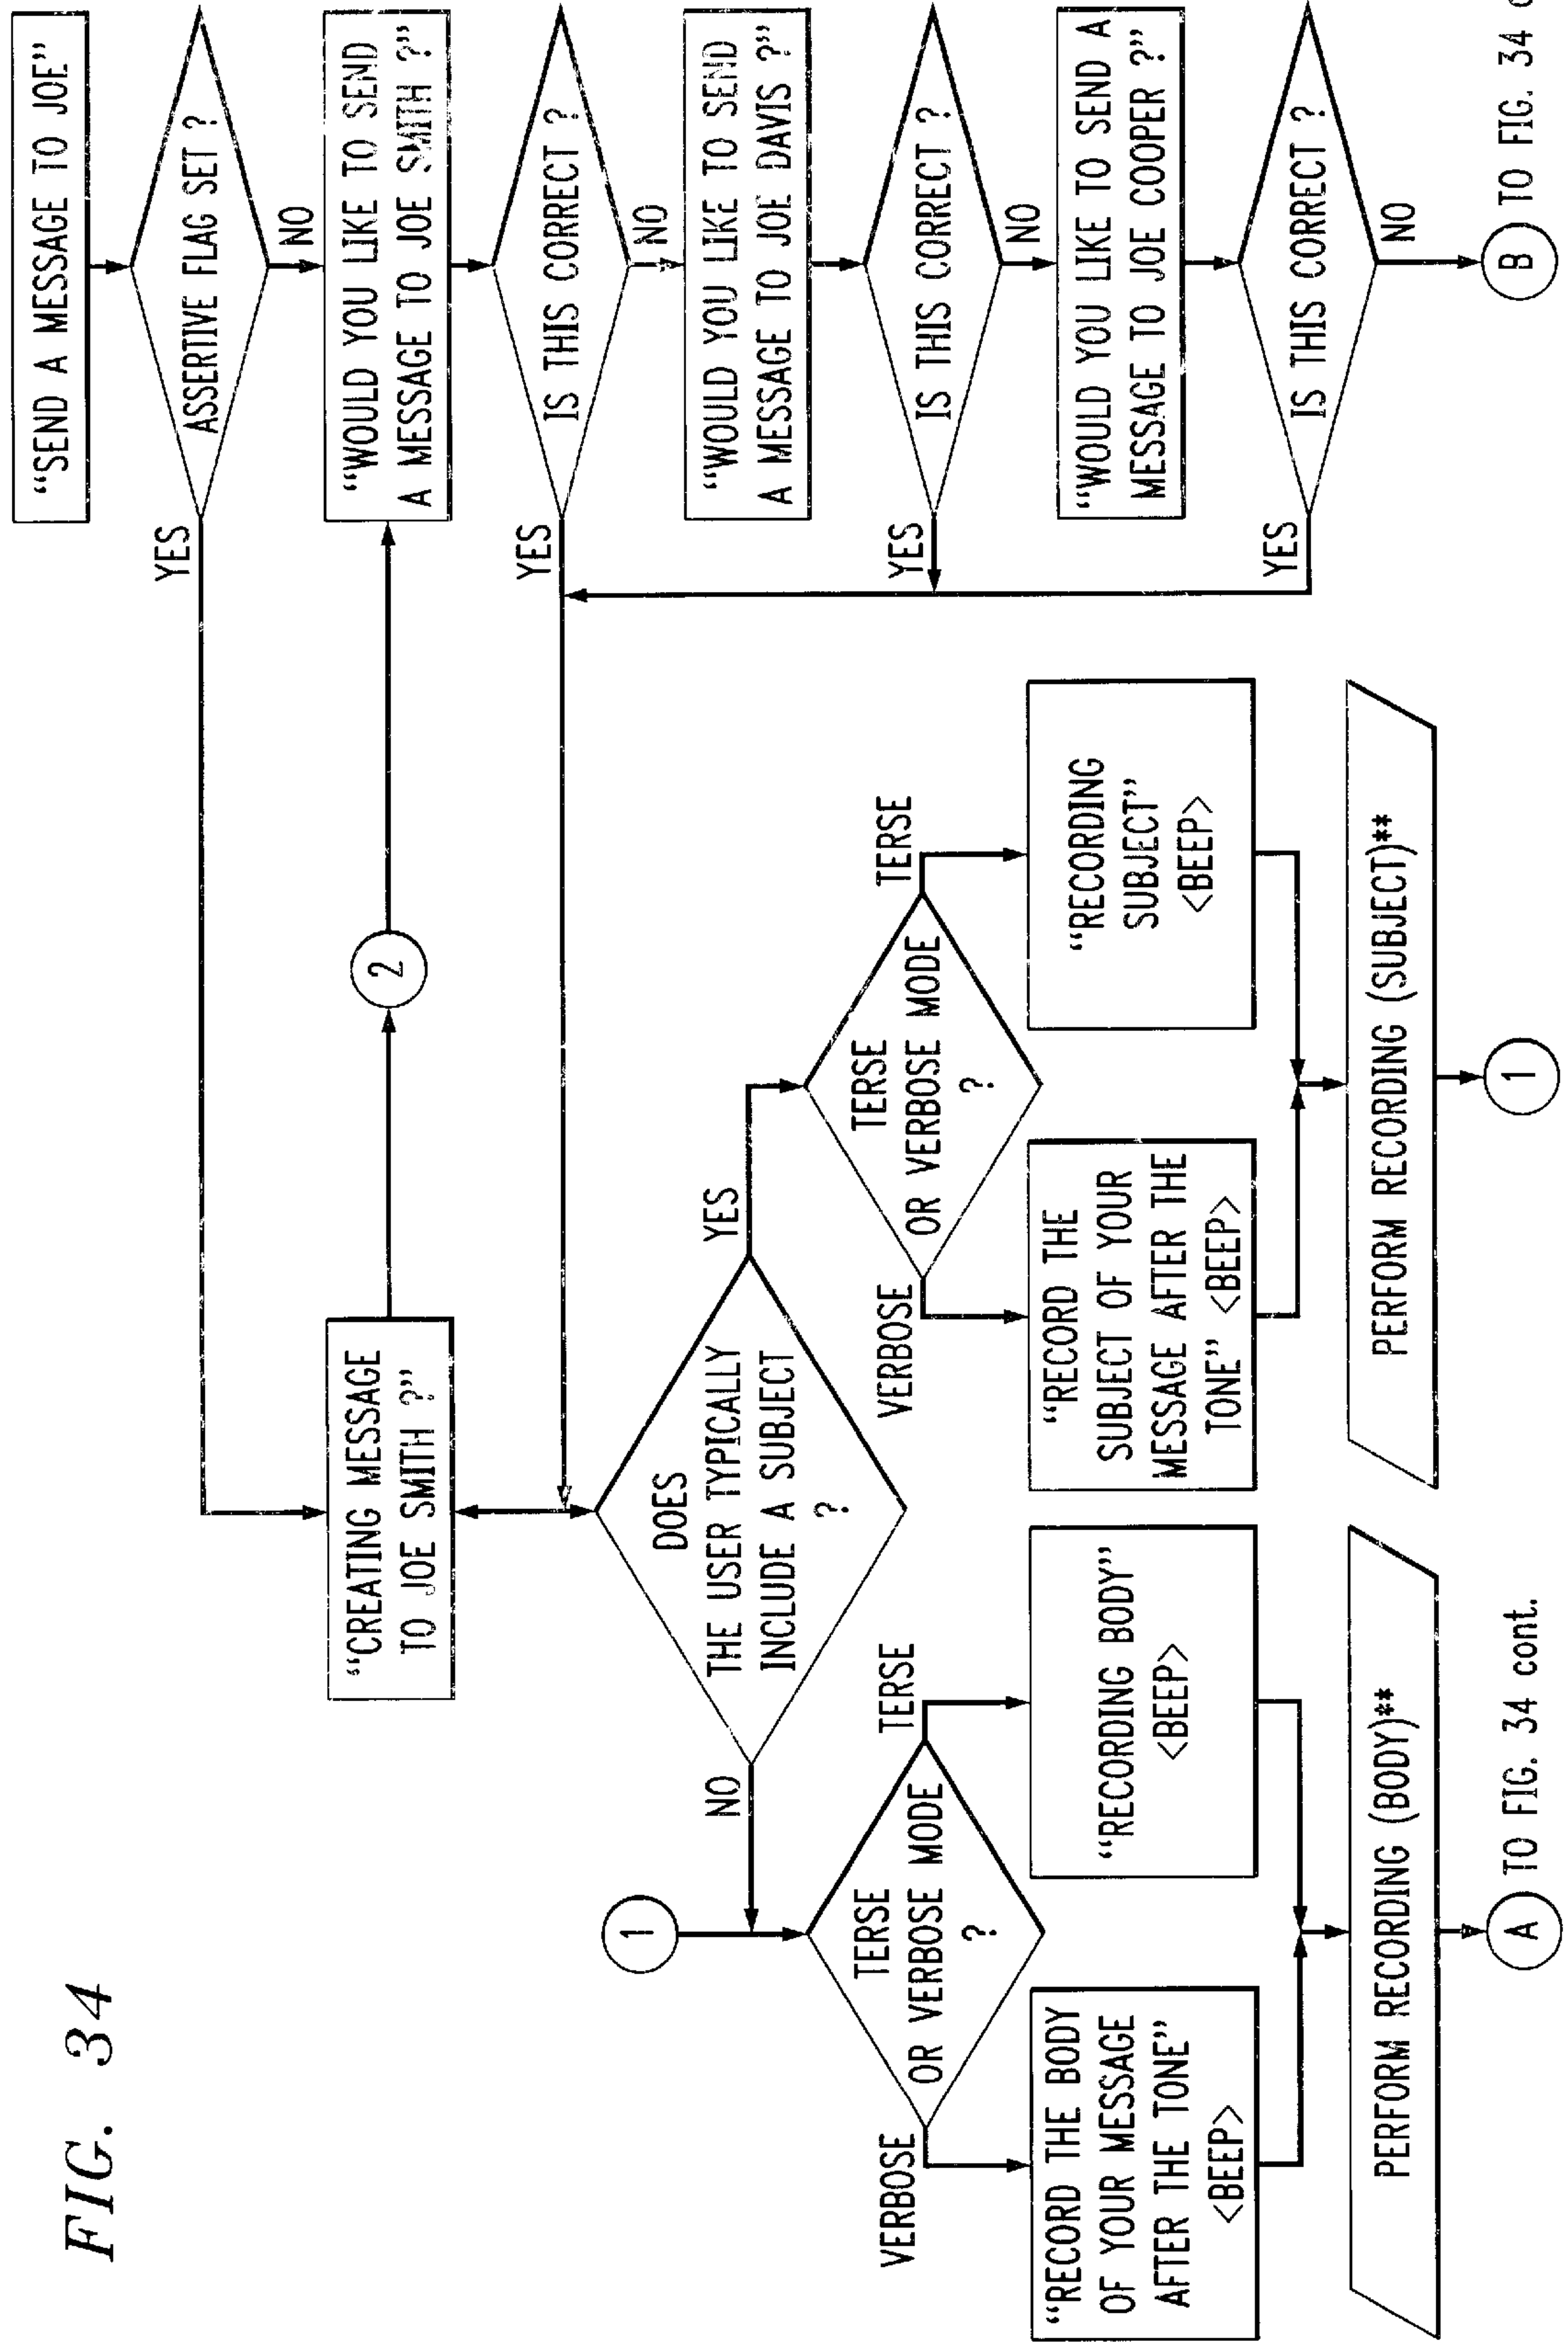 FIG. 34
“SEND A MESSAGE TO JOE”
ASSERTIVE FLAG SET ?
YES
NO
“CREATING MESSAGE
TO JOE SMITH ?”
2
“WOULD YOU LIKE TO SEND
A MESSAGE TO JOE SMITH ?”
IS THIS CORRECT ?
YES
NO
“WOULD YOU LIKE TO SEND
A MESSAGE TO JOE DAVIS ?”
IS THIS CORRECT ?
YES
NO
“WOULD YOU LIKE TO SEND A
MESSAGE TO JOE COOPER ?”
IS THIS CORRECT ?
YES
NO
B
TO FIG. 34
DOES
THE USER TYPICALLY
INCLUDE A SUBJECT
?
NO
YES
1
TERSE
OR VERBOSE MODE
?
VERBOSE
TERSE
“RECORD THE BODY
OF YOUR MESSAGE
AFTER THE TONE”
<BEEP>
“RECORDING BODY”
<BEEP>
PERFORM RECORDING (BODY)**
A
TO FIG. 34 cont.
TERSE
OR VERBOSE MODE
?
VERBOSE
TERSE
“RECORD THE
SUBJECT OF YOUR
MESSAGE AFTER THE
TONE” <BEEP>
“RECORDING
SUBJECT”
<BEEP>
PERFORM RECORDING (SUBJECT)**
1